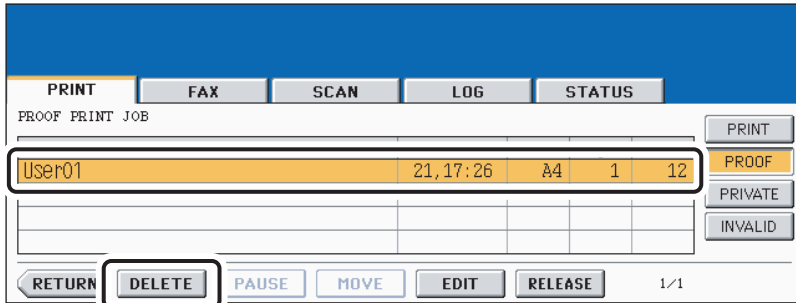 PRINT FAX SCAN LOG STATUS
PROOF PRINT JOB
PRINT
User01 21,17:26 A4 1 12
PROOF
PRIVATE
INVALID
RETURN DELETE PAUSE MOVE EDIT RELEASE 1/1